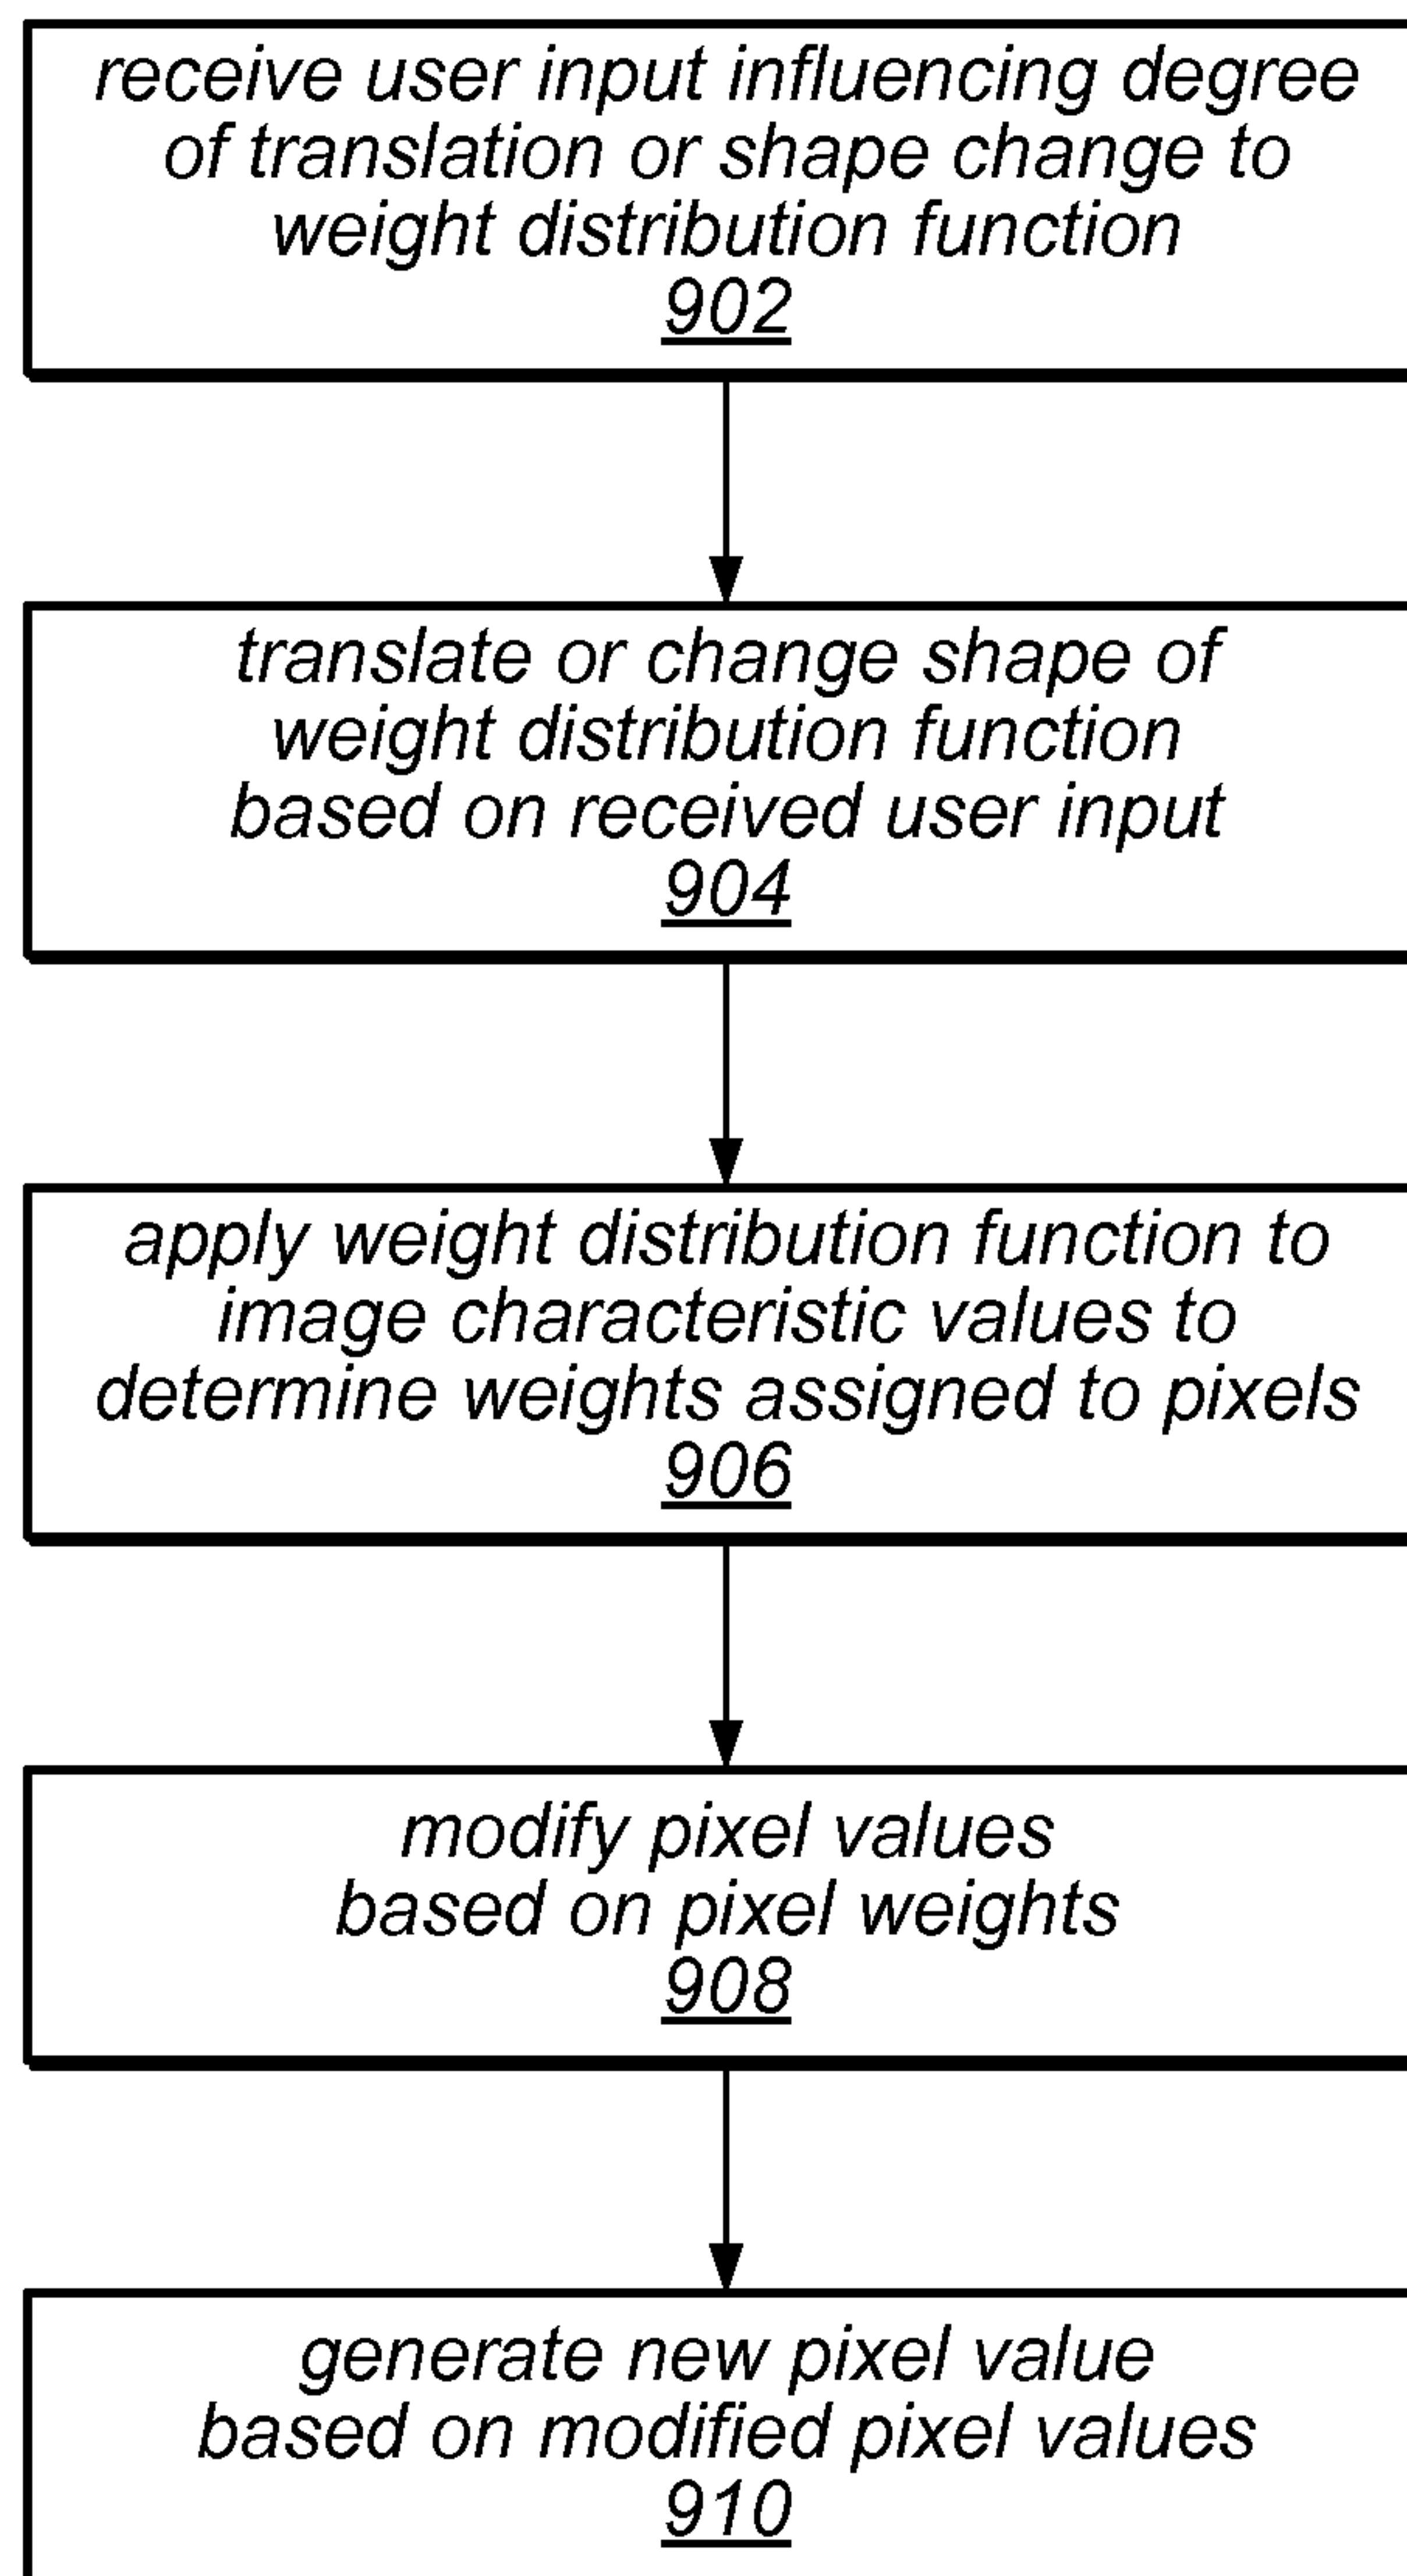 receive user input influencing degree
of translation or shape change to
weight distribution function
902
translate or change shape of
weight distribution function
based on received user input
904
apply weight distribution function to
image characteristic values to
determine weights assigned to pixels
906
modify pixel values
based on pixel weights
908
generate new pixel value
based on modified pixel values
910